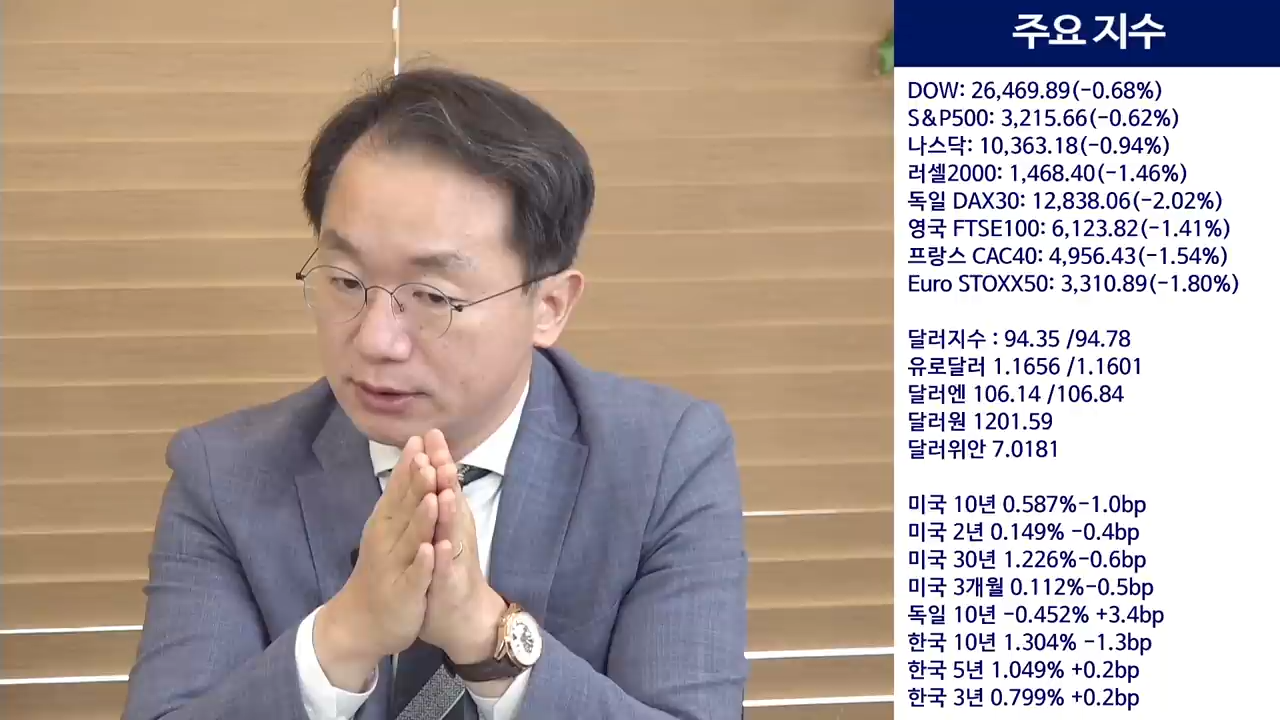 주요 지수
DOW: 26,469.89(-0.68%)
S&P500: 3,215.66(-0.62%)
나스닥: 10,363.18(-0.94%)
러셀2000: 1,468.40(-1.46%)
독일 DAX30: 12,838.06(-2.02%)
영국 FTSE100: 6,123.82(-1.41%)
프랑스 CAC40: 4,956.43(-1.54%)
Euro STOXX50: 3,310.89(-1.80%)
달러지수 : 94.35 /94.78
유로달러 1.1656 /1.1601
달러엔 106.14 /106.84
달러원 1201.59
달러위안 7.0181
미국 10년 0.587%-1.0bp
미국 2년 0.149% -0.4bp
미국 30년 1.226%-0.6bp
미국 3개월 0.112%-0.5bp
독일 10년 -0.452% +3.4bp
한국 10년 1.304% -1.3bp
한국 5년 1.049% +0.2bp
한국 3년 0.799% +0.2bp